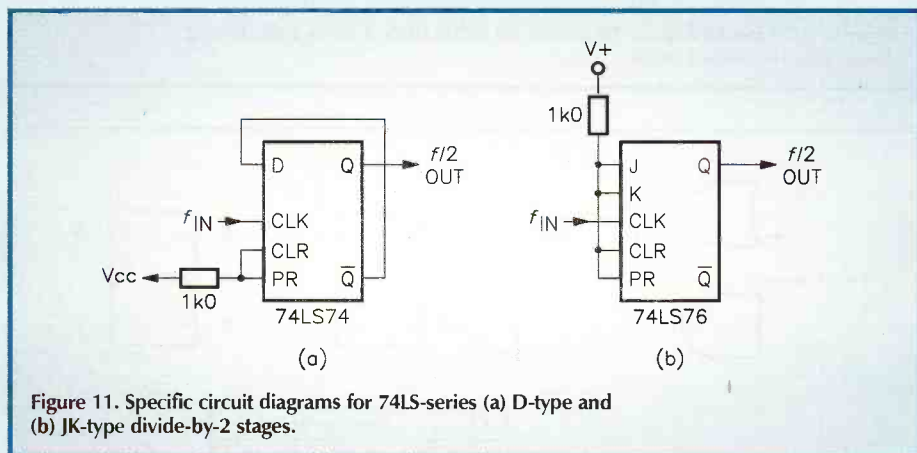 V+
1k0
D Q
f/2
OUT
fIN
CLK
CLR
Vcc
PR Q̅
1k0
74LS74
(a)
J Q
f/2
OUT
K
fIN
CLK
CLR
PR Q̅
74LS76
(b)
Figure 11. Specific circuit diagrams for 74LS-series (a) D-type and
(b) JK-type divide-by-2 stages.